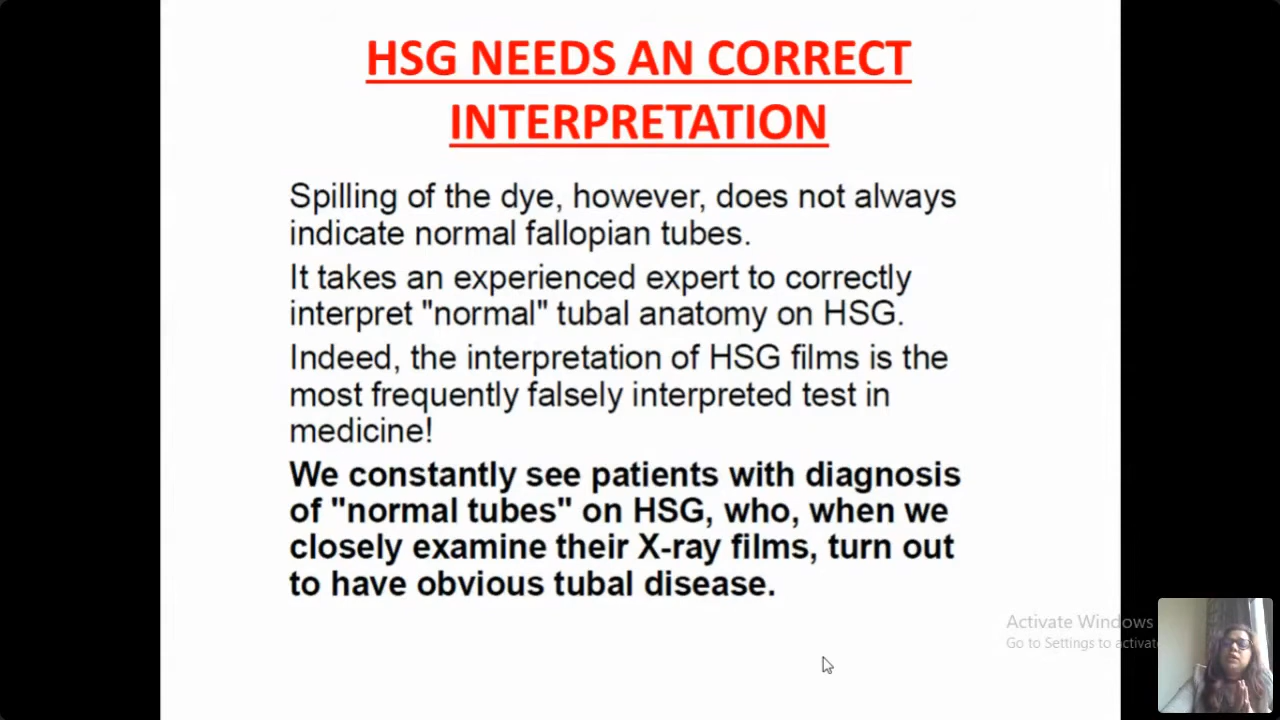 HSG NEEDS AN CORRECT
INTERPRETATION
Spilling of the dye, however, does not always
indicate normal fallopian tubes.
It takes an experienced expert to correctly
interpret "normal" tubal anatomy on HSG.
Indeed, the interpretation of HSG films is the
most frequently falsely interpreted test in
medicine!
We constantly see patients with diagnosis
of "normal tubes" on HSG, who, when we
closely examine their X-ray films, turn out
to have obvious tubal disease.
Activate Windows
Go to Settings to activate